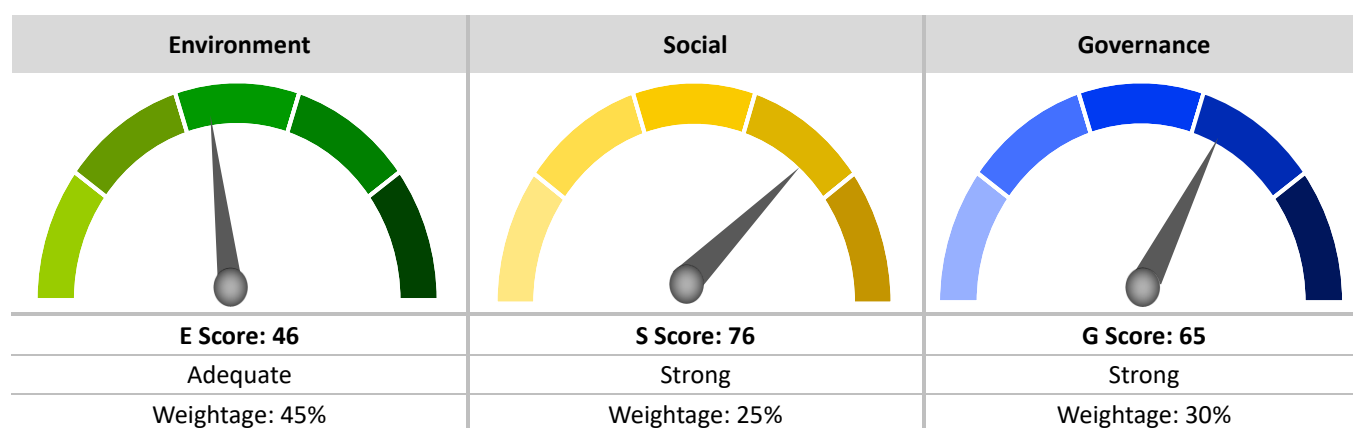 Environment
Social
Governance
E Score: 46
S Score: 76
G Score: 65
Adequate
Strong
Strong
Weightage: 45%
Weightage: 25%
Weightage: 30%